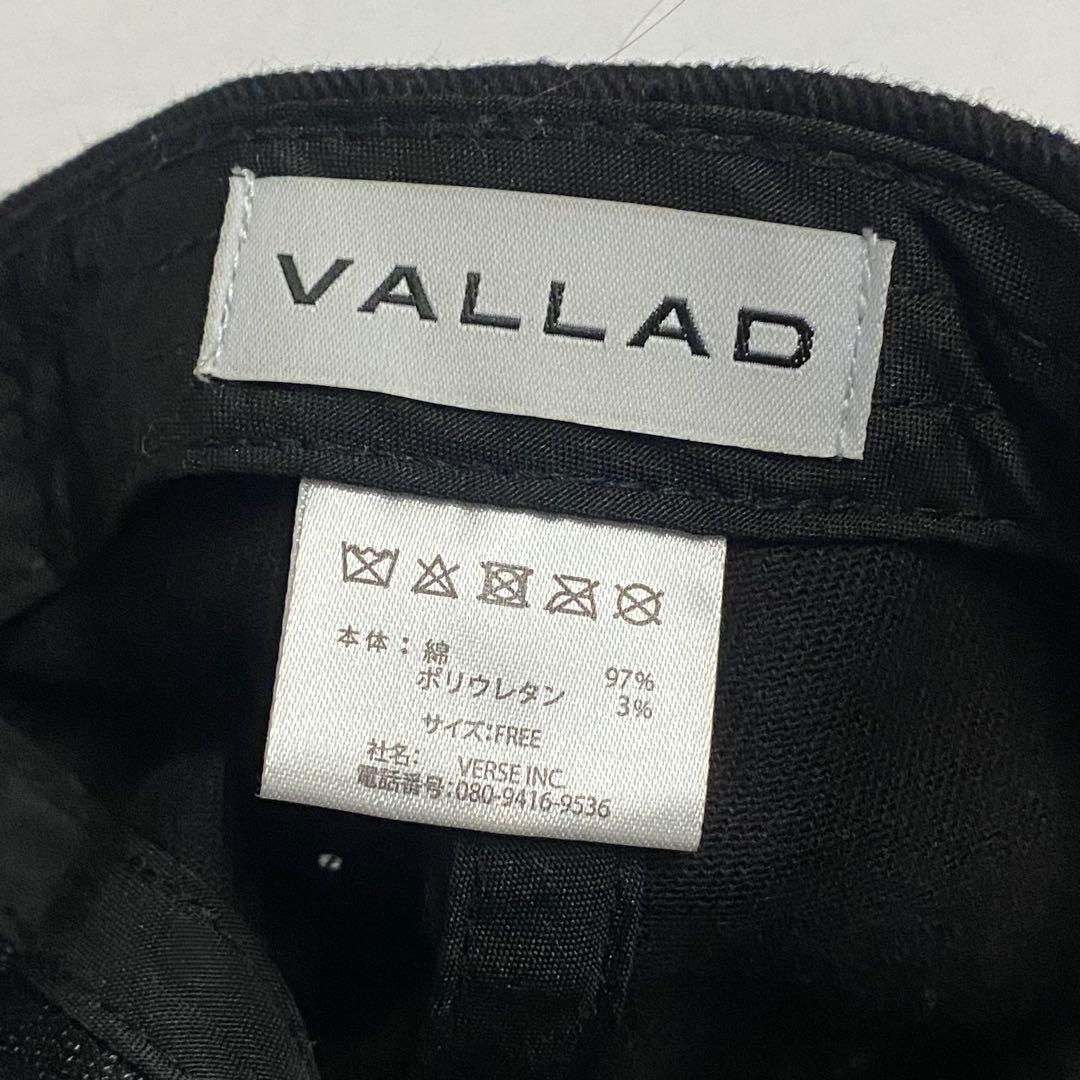 VALLAD
本体：綿 97%
ポリウレタン 3%
サイズ:FREE
社名: VERSE INC.
電話番号:080-9416-9536